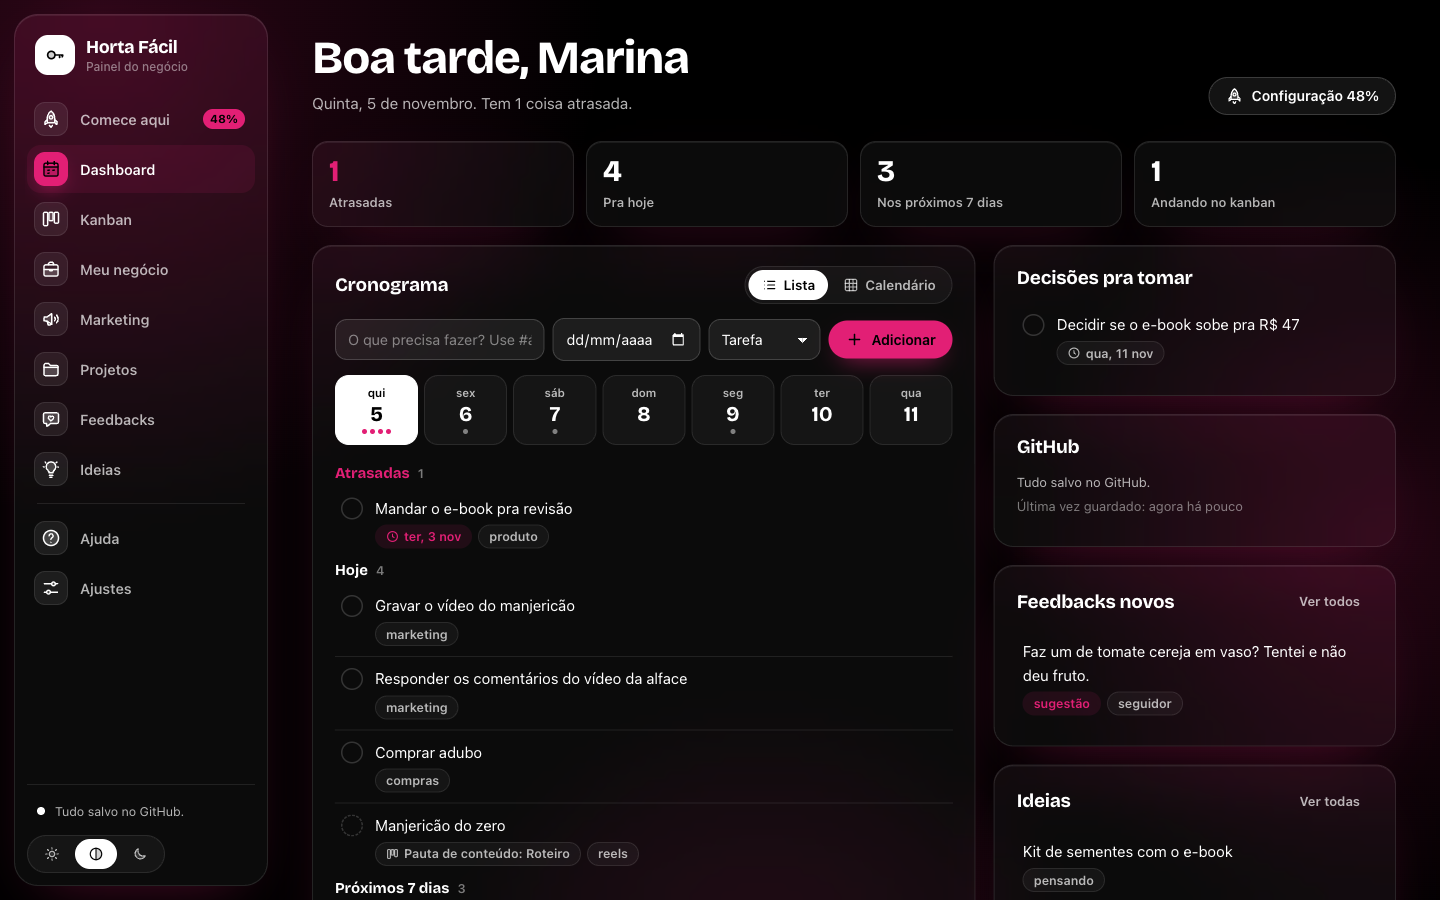 Horta Fácil
Painel do negócio
Começe aqui 48%
Dashboard
Kanban
Meu negócio
Marketing
Projetos
Feedbacks
Ideias
Ajuda
Ajustes
Tudo salvo no GitHub.
Boa tarde, Marina
Quinta, 5 de novembro. Tem 1 coisa atrasada.
Configuração 48%
1
Atrasadas
4
Pra hoje
3
Nos próximos 7 dias
1
Andando no kanban
Cronograma
Lista
Calendário
O que precisa fazer? Use #a
dd/mm/aaaa
Tarefa
Adicionar
qui
5
sex
6
sáb
7
dom
8
seg
9
ter
10
qua
11
Atrasadas 1
Mandar o e-book pra revisão
ter, 3 nov
produto
Hoje 4
Gravar o vídeo do manjericão
marketing
Responder os comentários do vídeo da alface
marketing
Comprar adubo
compras
Manjericão do zero
Pauta de conteúdo: Roteiro
reels
Próximos 7 dias 3
Decisões pra tomar
Decidir se o e-book sobe pra R$ 47
qua, 11 nov
GitHub
Tudo salvo no GitHub.
Última vez guardado: agora há pouco
Feedbacks novos
Ver todos
Faz um de tomate cereja em vaso? Tentei e não
deu fruto.
sugestão
seguidor
Ideias
Ver todas
Kit de sementes com o e-book
pensando